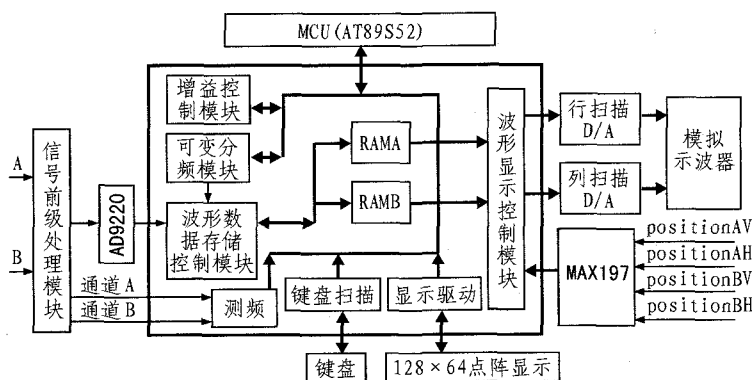 MCU(AT89S52)
增益控
制模块
可变分
频模块
波形数
据存储
控制模块
RAMA
RAMB
波形显示控制模块
行扫描
D/A
列扫描
D/A
模拟
示波器
A
B
信号前级处理模块
AD9220
通道A
通道B
测频
键盘扫描
显示驱动
MAX197
positionAV
positionAH
positionBV
positionBH
键盘
128×64点阵显示